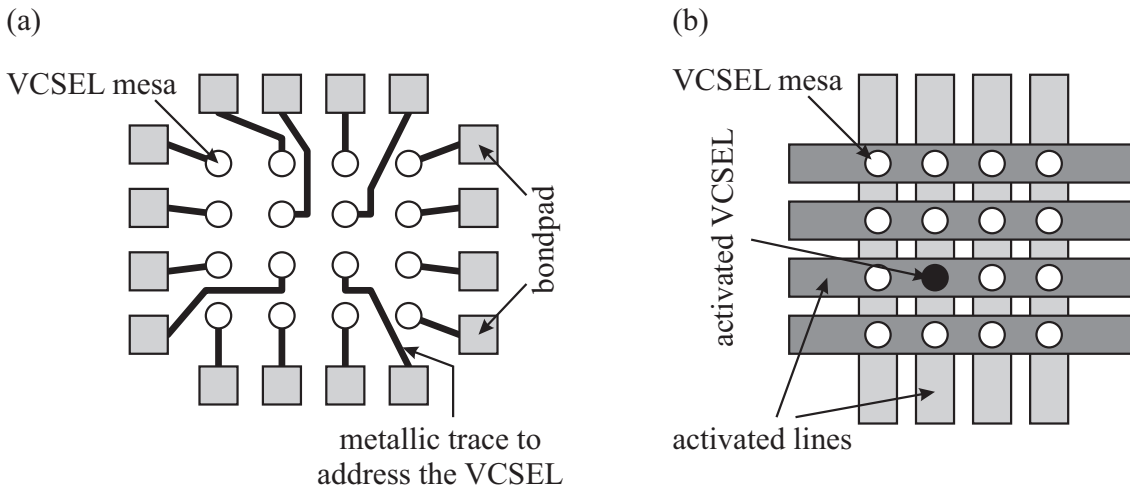 (a)
VCSEL mesa
bondpad
metallic trace to
address the VCSEL
(b)
VCSEL mesa
activated VCSEL
activated lines